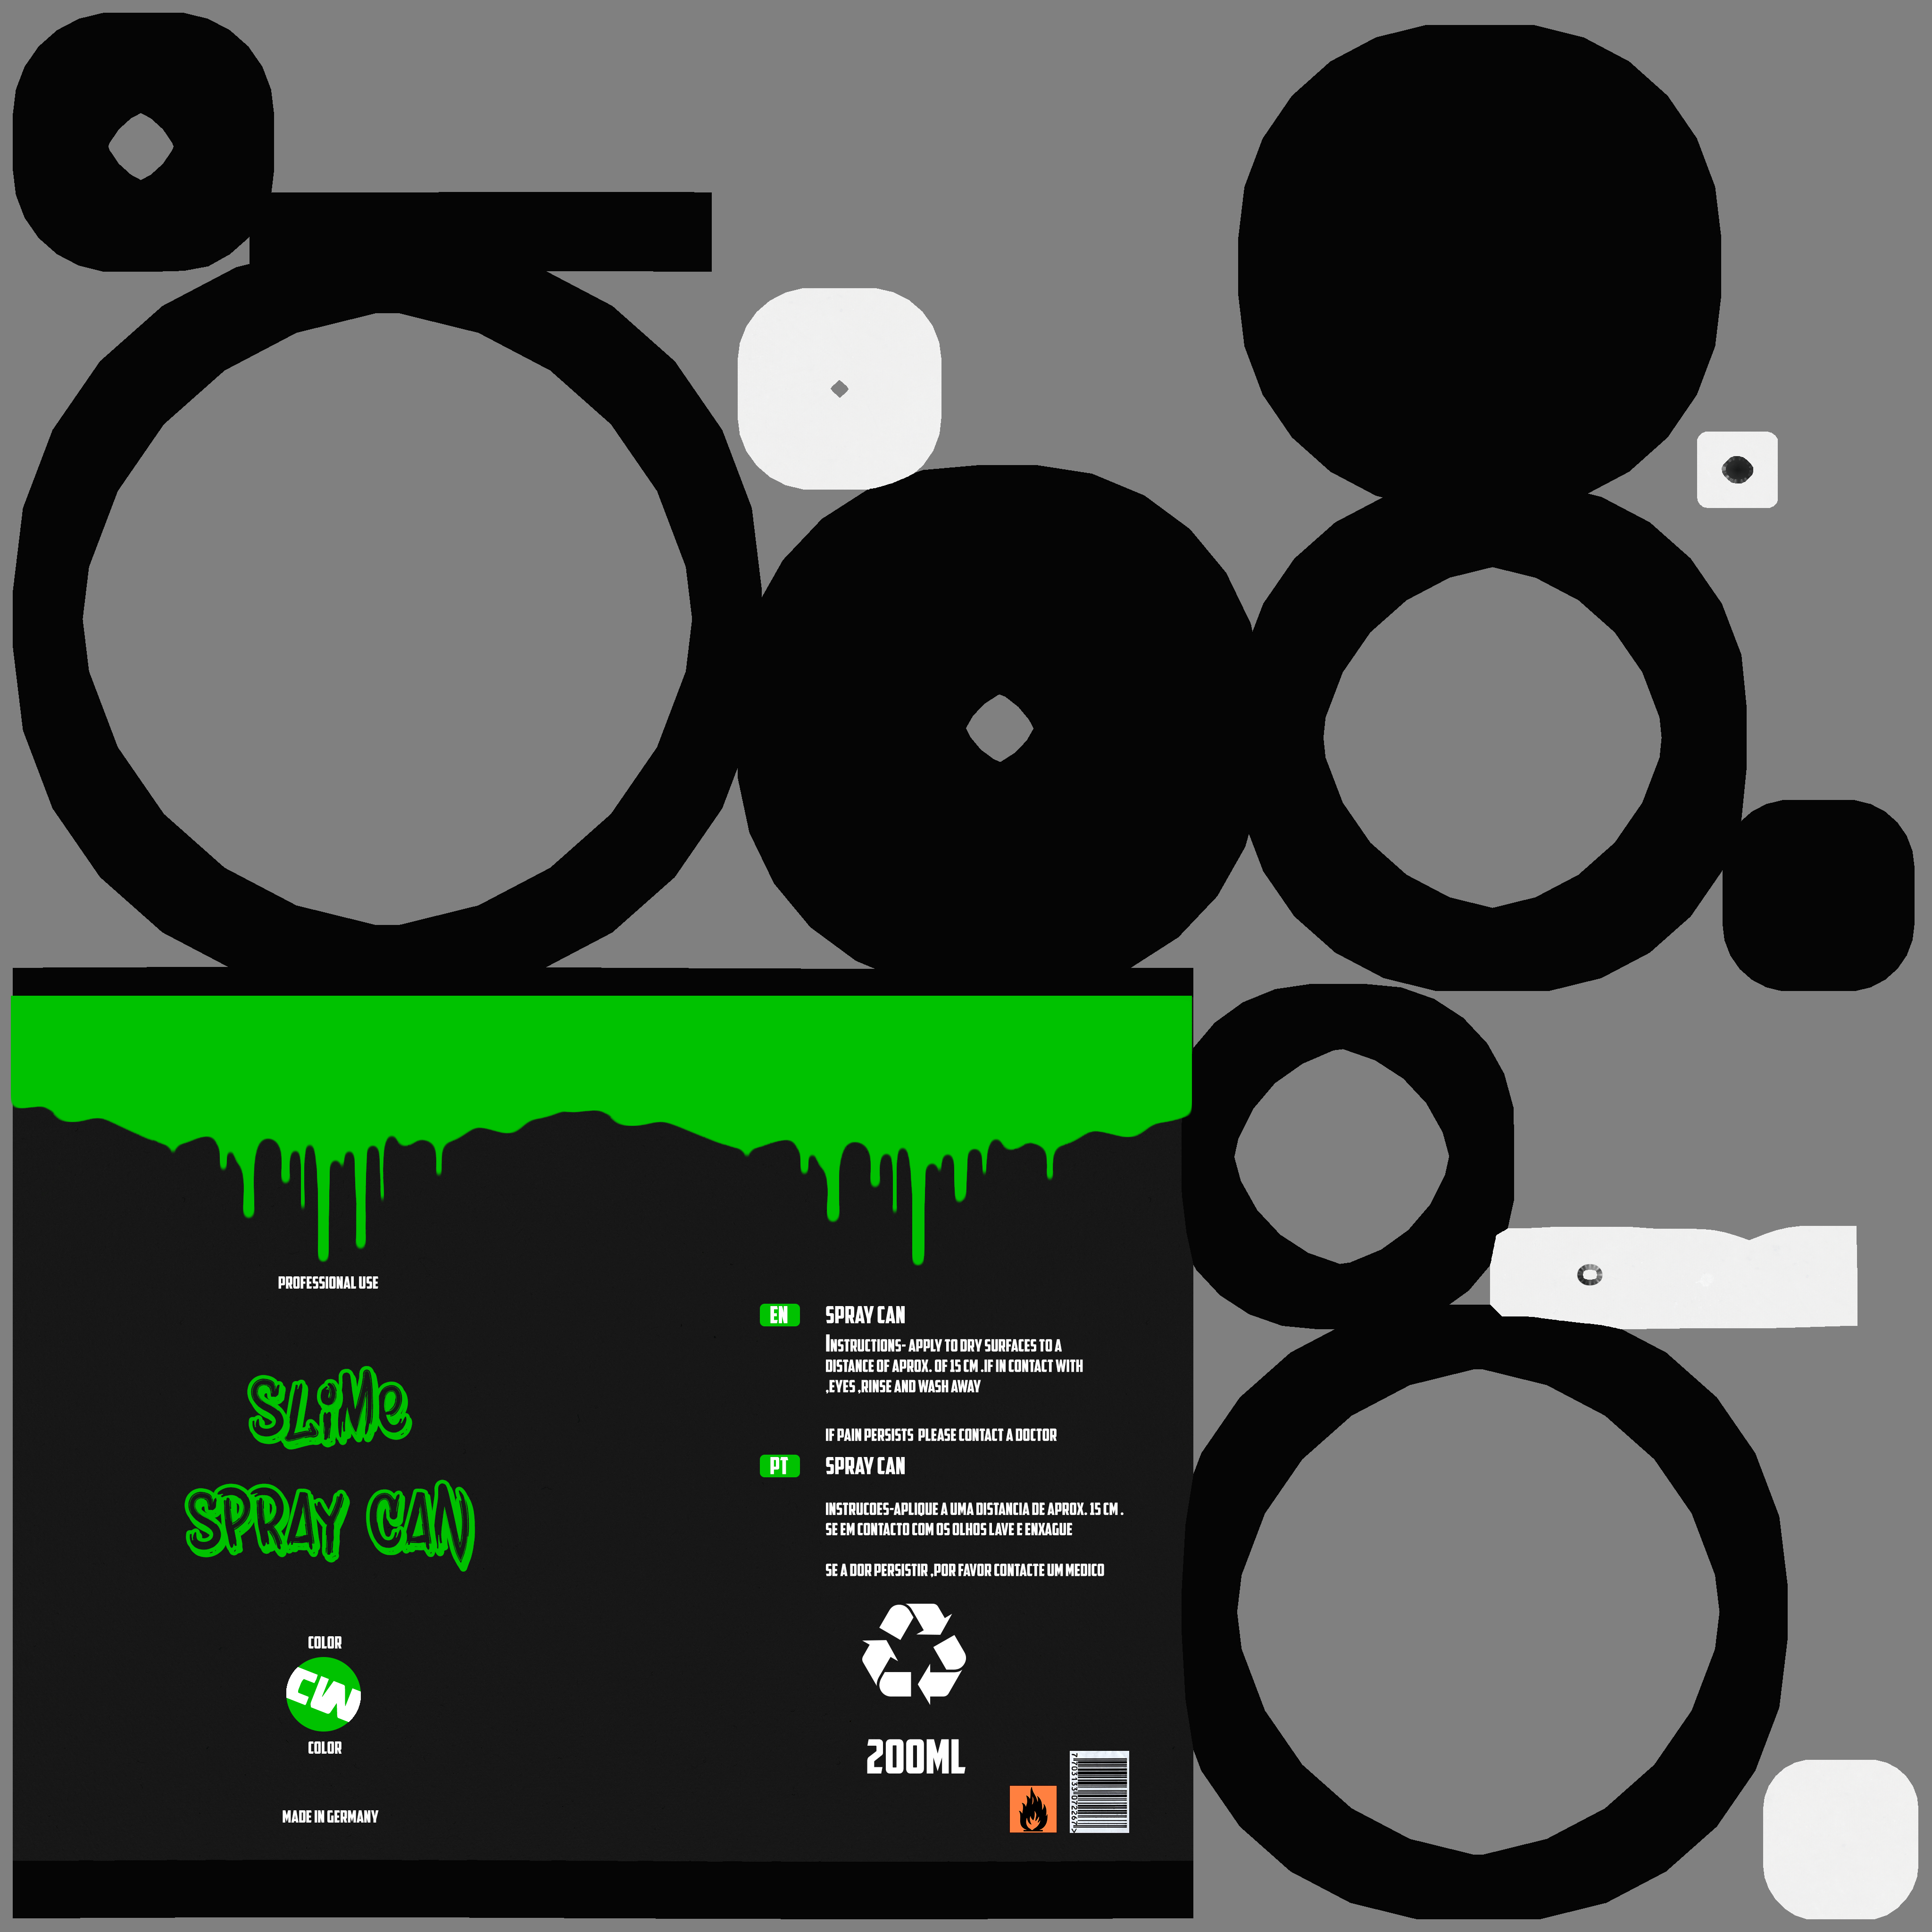 PROFESSIONAL USE
SLiMe
SPRAY CAN
COLOR
COLOR
MADE IN GERMANY
EN SPRAY CAN
INSTRUCTIONS- APPLY TO DRY SURFACES TO A
DISTANCE OF APROX. OF 15 CM .IF IN CONTACT WITH
,EYES ,RINSE AND WASH AWAY
IF PAIN PERSISTS PLEASE CONTACT A DOCTOR
PT SPRAY CAN
INSTRUCOES-APLIQUE A UMA DISTANCIA DE APROX. 15 CM .
SE EM CONTACTO COM OS OLHOS LAVE E ENXAGUE
SE A DOR PERSISTIR ,POR FAVOR CONTACTE UM MEDICO
200ML